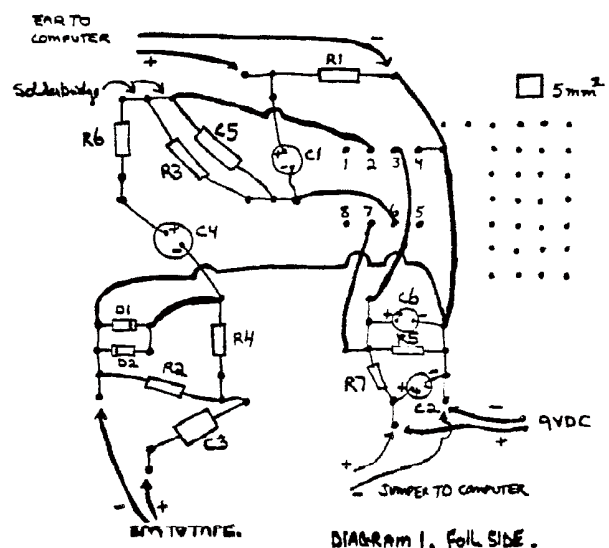 EAR TO
COMPUTER
-
+
R1
-
5mm²
Solderbridge
R6
C5
R3
+
-
C1
1 2 3 4
8 7 6 5
+
-
C4
D1
D2
R4
R2
C3
+ C6 -
R5
R7
+ -
C2
-
+
9VDC
+
-
JUMPER TO COMPUTER
-
+
TO TAPE.
DIAGRAM 1. FOIL SIDE.